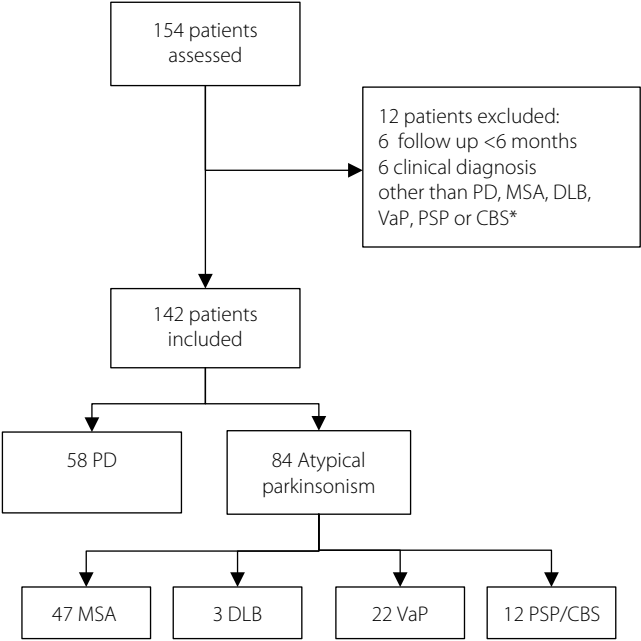 154 patients
assessed
12 patients excluded:
6 follow up <6 months
6 clinical diagnosis
other than PD, MSA, DLB,
VaP, PSP or CBS*
142 patients
included
58 PD
84 Atypical
parkinsonism
47 MSA
3 DLB
22 VaP
12 PSP/CBS